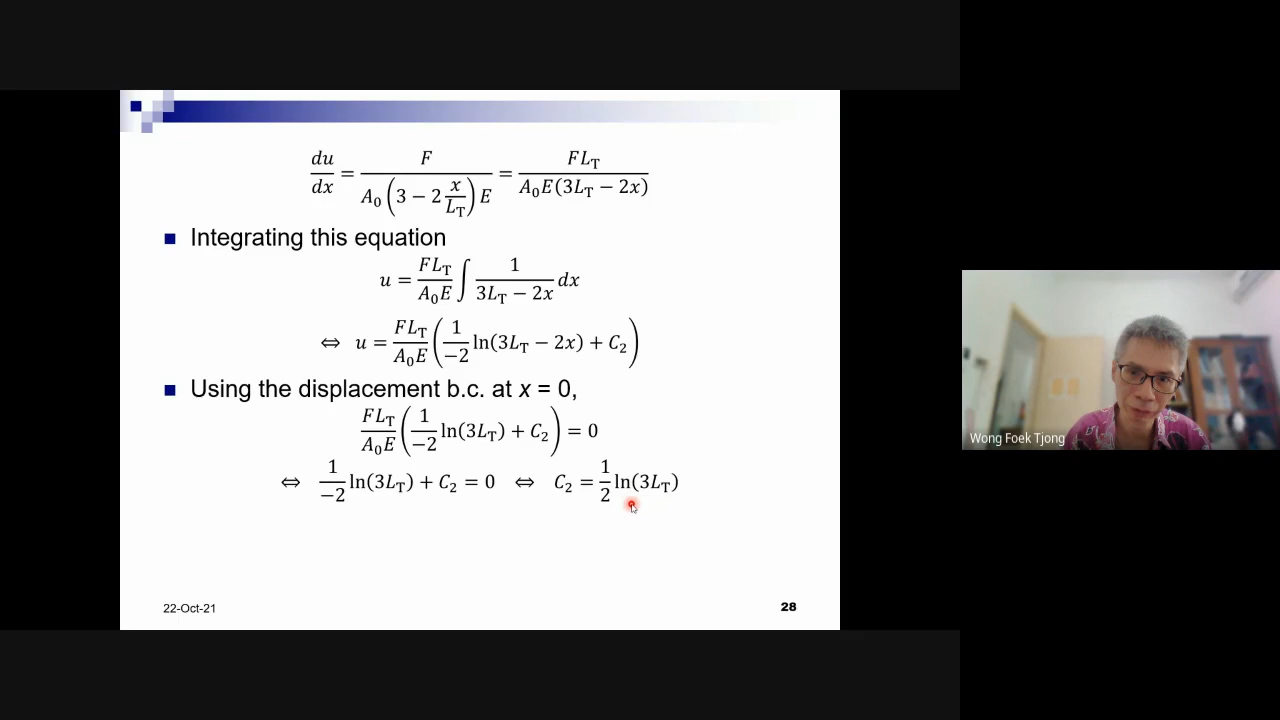 du/dx = F / (A₀(3 − 2 x/L_T)E) = FL_T / (A₀E(3L_T − 2x))
■ Integrating this equation
u = FL_T/A₀E ∫ 1/(3L_T − 2x) dx
⇔ u = FL_T/A₀E (1/−2 ln(3L_T − 2x) + C₂)
■ Using the displacement b.c. at x = 0,
FL_T/A₀E (1/−2 ln(3L_T) + C₂) = 0
⇔ 1/−2 ln(3L_T) + C₂ = 0 ⇔ C₂ = 1/2 ln(3L_T)
22-Oct-21
28
Wong Foek Tjong